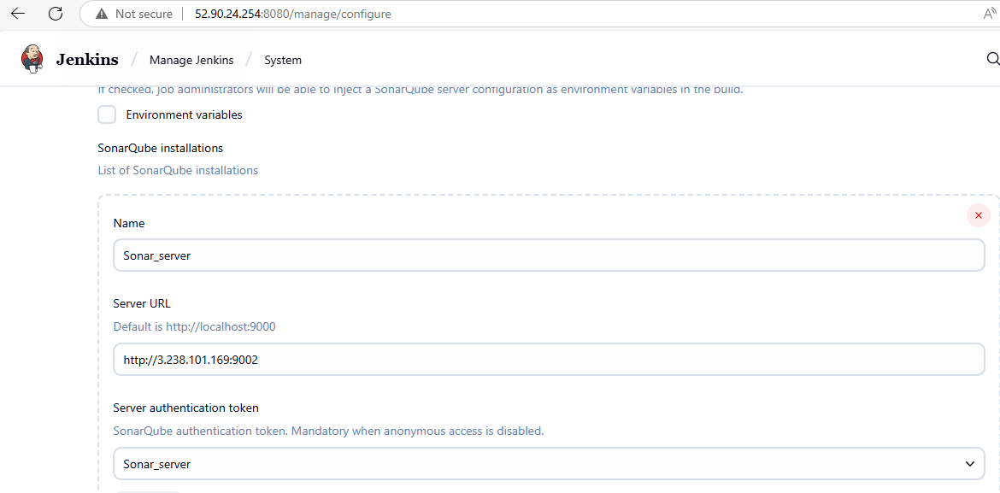 Not secure 52.90.24.254:8080/manage/configure A
Jenkins / Manage Jenkins / System
If checked, job administrators will be able to inject a SonarQube server configuration as environment variables in the build.
Environment variables
SonarQube installations
List of SonarQube installations
Name
Sonar_server
Server URL
Default is http://localhost:9000
http://3.238.101.169:9002
Server authentication token
SonarQube authentication token. Mandatory when anonymous access is disabled.
Sonar_server